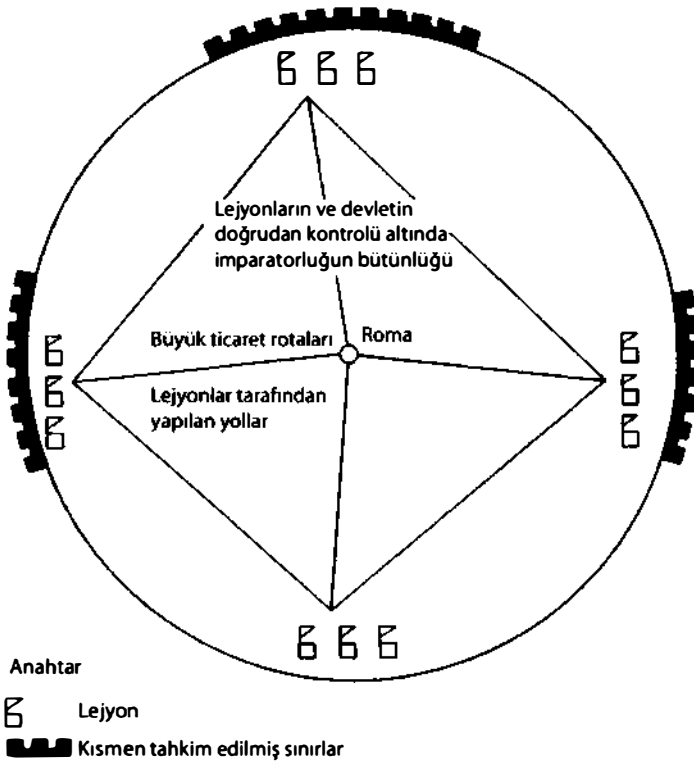 Lejyonların ve devletin
doğrudan kontrolü altında
imparatorluğun bütünlüğü
Büyük ticaret rotaları
Roma
Lejyonlar tarafından
yapılan yollar
Anahtar
Lejyon
Kısmen tahkim edilmiş sınırlar